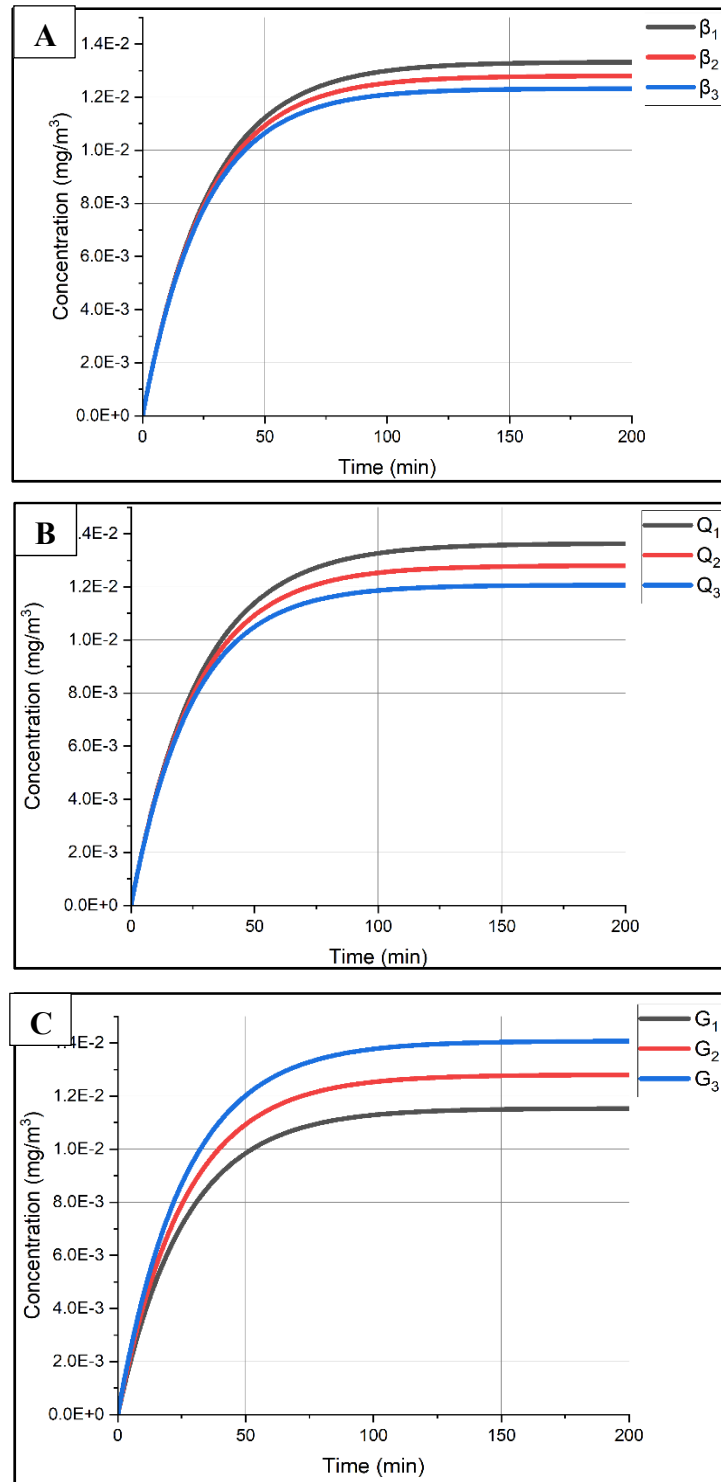 A
β₁
β₂
β₃
1.4E-2
1.2E-2
1.0E-2
8.0E-3
6.0E-3
4.0E-3
2.0E-3
0.0E+0
Concentration (mg/m³)
0 50 100 150 200
Time (min)
B
Q₁
Q₂
Q₃
.4E-2
1.2E-2
1.0E-2
8.0E-3
6.0E-3
4.0E-3
2.0E-3
0.0E+0
Concentration (mg/m³)
0 50 100 150 200
Time (min)
C
G₁
G₂
G₃
.4E-2
1.2E-2
1.0E-2
8.0E-3
6.0E-3
4.0E-3
2.0E-3
0.0E+0
Concentration (mg/m³)
0 50 100 150 200
Time (min)